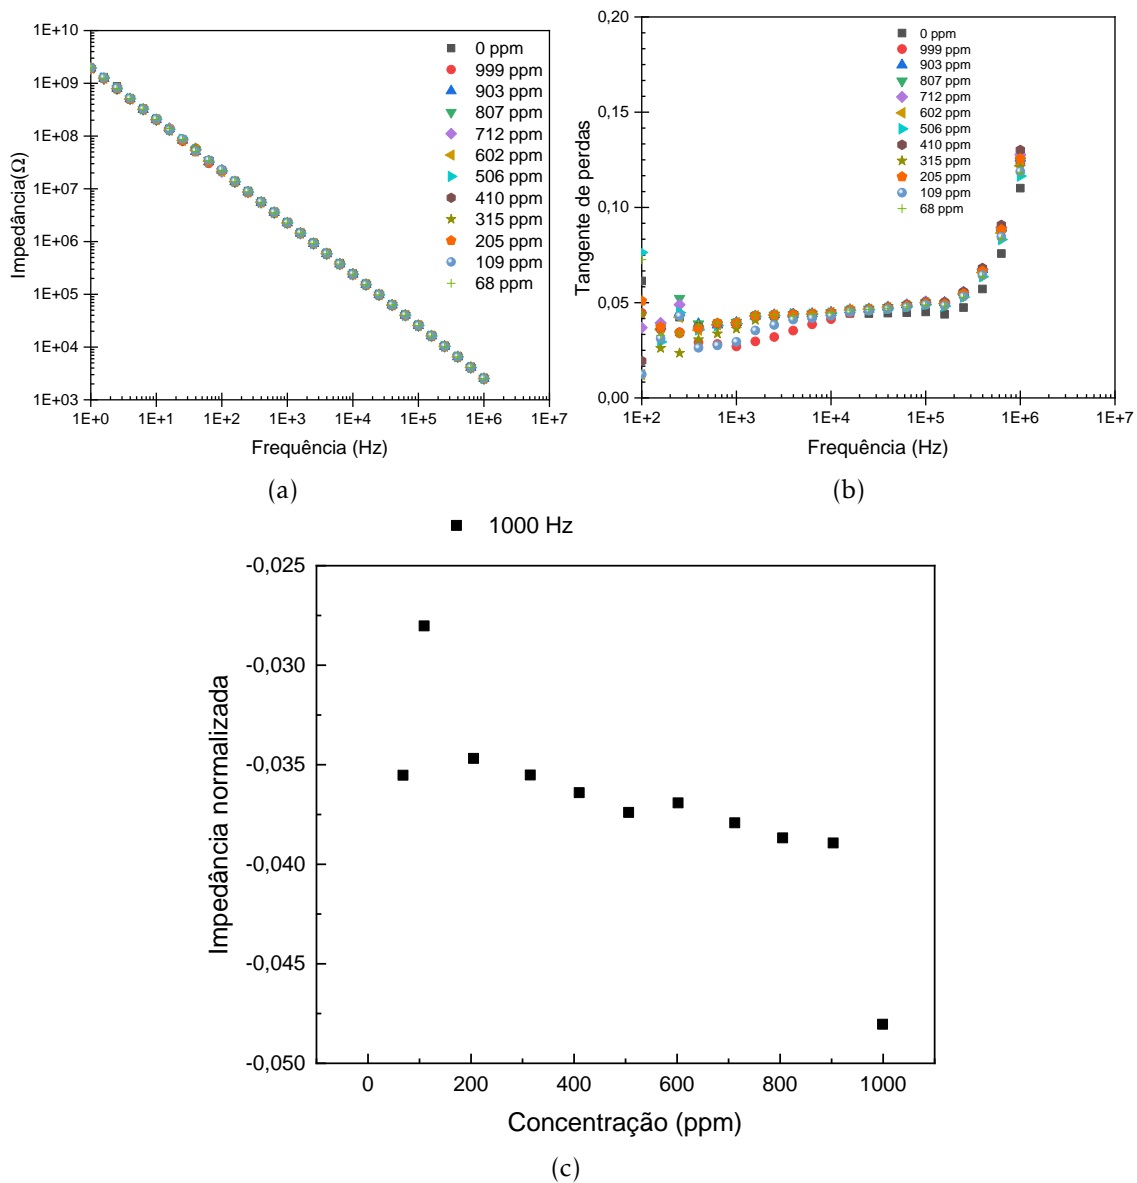 1E+10
1E+09
1E+08
1E+07
1E+06
1E+05
1E+04
1E+03
Impedância(Ω)
0 ppm
999 ppm
903 ppm
807 ppm
712 ppm
602 ppm
506 ppm
410 ppm
315 ppm
205 ppm
109 ppm
68 ppm
1E+0 1E+1 1E+2 1E+3 1E+4 1E+5 1E+6 1E+7
Frequência (Hz)
(a)
0,20
0,15
0,10
0,05
0,00
Tangente de perdas
0 ppm
999 ppm
903 ppm
807 ppm
712 ppm
602 ppm
506 ppm
410 ppm
315 ppm
205 ppm
109 ppm
68 ppm
1E+2 1E+3 1E+4 1E+5 1E+6 1E+7
Frequência (Hz)
(b)
1000 Hz
-0,025
-0,030
-0,035
-0,040
-0,045
-0,050
Impedância normalizada
0 200 400 600 800 1000
Concentração (ppm)
(c)